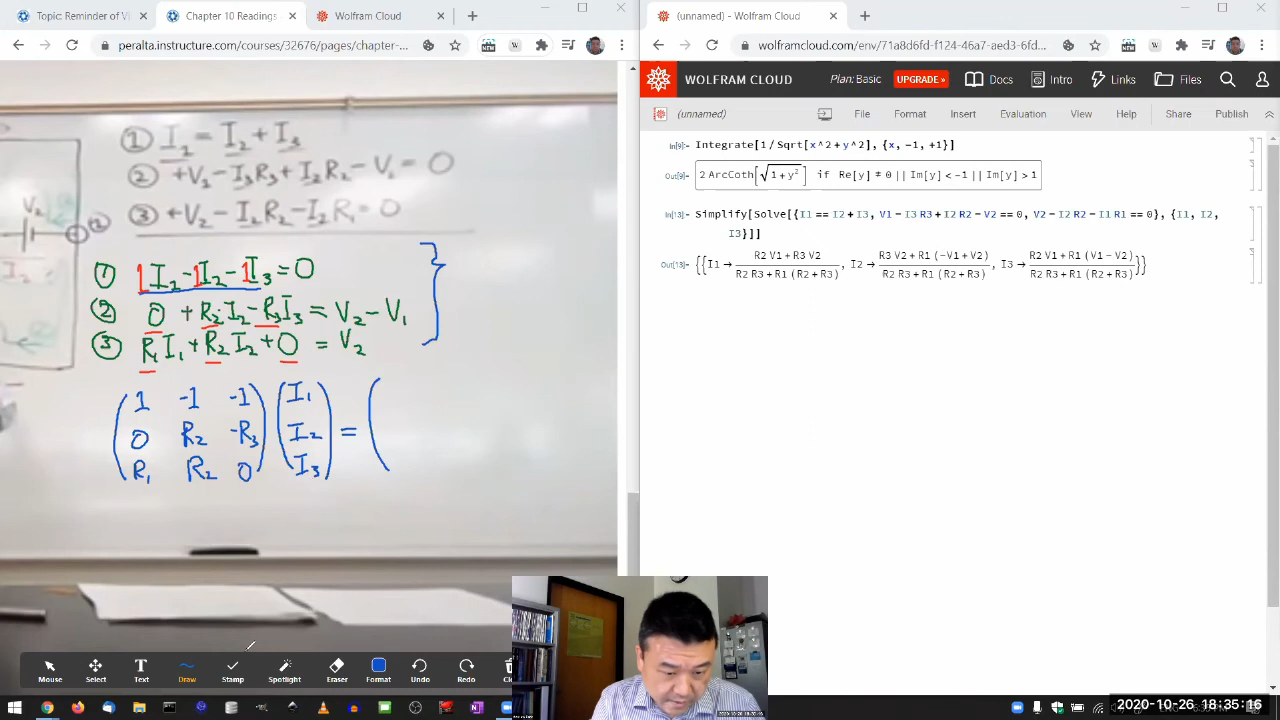 Topic Reminder of Vi
Chapter 10 Readings
Wolfram Cloud
peralta.instructure.com/courses/32676/readings/chapter-
NEW
① I = I₂ + I₃
② +V₁ - I₃R₃ + I₂R₂ - V₂ = 0
③ +V₂ - I₂R₂ - I₁R₁ = 0
V₂
② 
① 1I₁ - 1I₂ - 1I₃ = 0
② 0 + R₂I₂ - R₃I₃ = V₂ - V₁
③ R₁I₁ + R₂I₂ + 0 = V₂
( 1 -1 -1 ) ( I₁ ) = (
0 R₂ -R₃ I₂
R₁ R₂ 0 I₃
Mouse Select Text Draw Stamp Spotlight Eraser Format Undo Redo
(unnamed) - Wolfram Cloud
wolframcloud.com/env/71a8d6fd-f124-46a7-aed3-0d...
NEW
WOLFRAM CLOUD Plan: Basic UPGRADE » Docs Intro Links Files
(unnamed) File Format Insert Evaluation View Help Share Publish
In[9]:= Integrate[1/Sqrt[x^2+y^2], {x, -1, +1}]
Out[9]= 2 ArcCoth[√1+y²] if Re[y] ≠ 0 || Im[y] < -1 || Im[y] > 1
In[13]:= Simplify[Solve[{I1 == I2 + I3, V1 - I3 R3 + I2 R2 - V2 == 0, V2 - I2 R2 - I1 R1 == 0}, {I1, I2,
I3}]]
Out[13]= {{I1 → (R2 V1 + R3 V2)/(R2 R3 + R1 (R2 + R3)), I2 → (R3 V2 + R1 (-V1 + V2))/(R2 R3 + R1 (R2 + R3)), I3 → (R2 V1 + R1 (V1 - V2))/(R2 R3 + R1 (R2 + R3))}}
2020-10-26 18:35:16